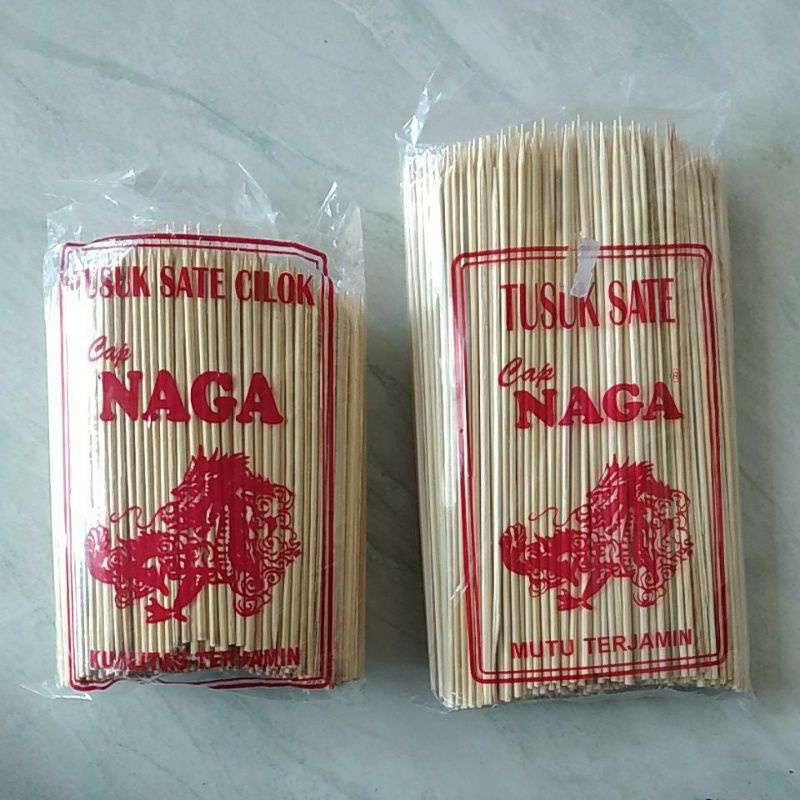 TUSUK SATE CILOK
Cap
NAGA
KUALITAS TERJAMIN
TUSUK SATE
Cap
NAGA®
MUTU TERJAMIN